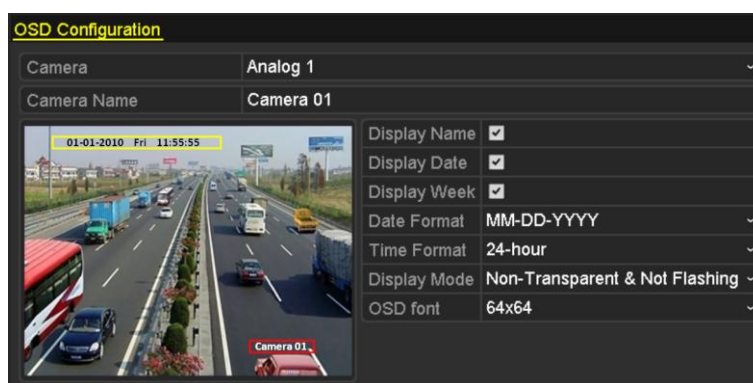 OSD Configuration
Camera Analog 1
Camera Name Camera 01
01-01-2010 Fri 11:55:55
Camera 01
Display Name
Display Date
Display Week
Date Format MM-DD-YYYY
Time Format 24-hour
Display Mode Non-Transparent & Not Flashing
OSD font 64x64